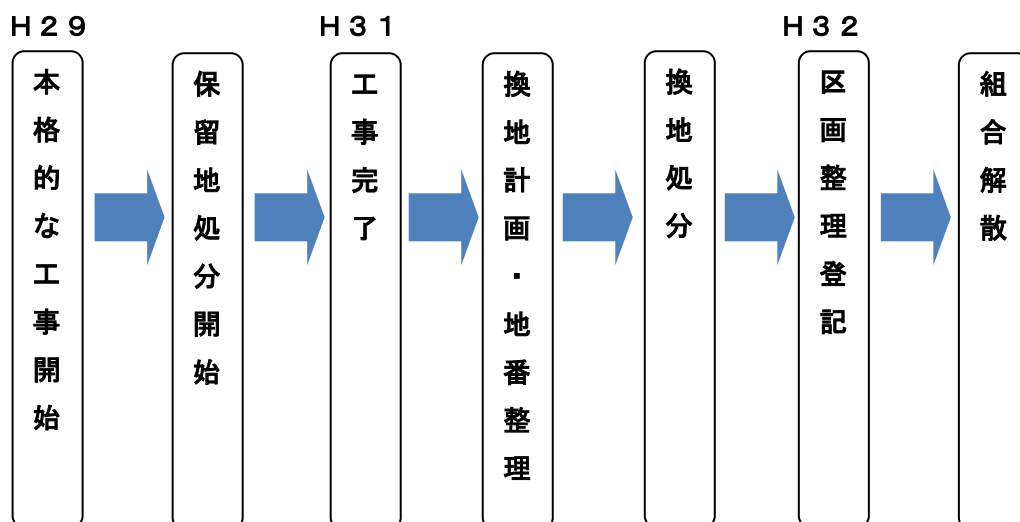 H29
本格的な工事開始
保留地処分開始
H31
工事完了
換地計画・地番整理
換地処分
H32
区画整理登記
組合解散